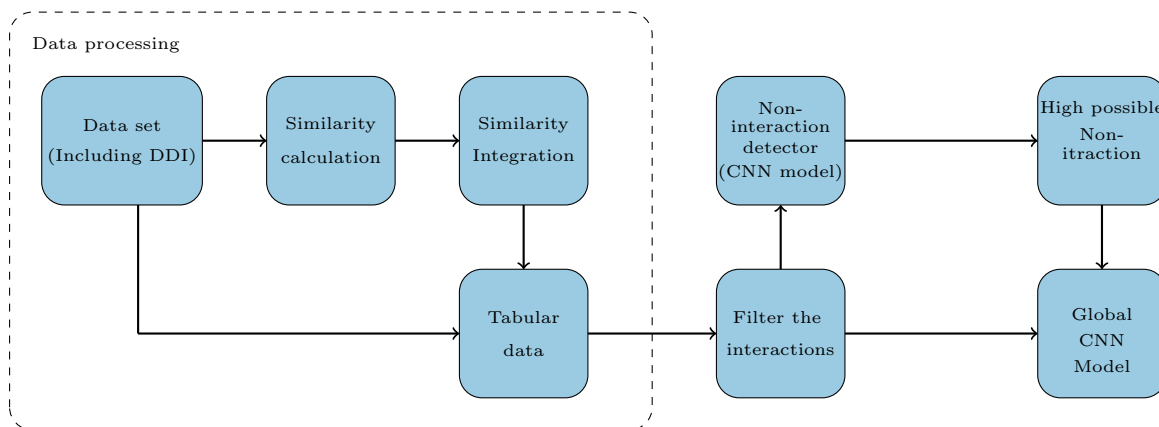 Data processing
Data set
(Including DDI)
Similarity
calculation
Similarity
Integration
Non-
interaction
detector
(CNN model)
High possible
Non-
itraction
Tabular
data
Filter the
interactions
Global
CNN
Model